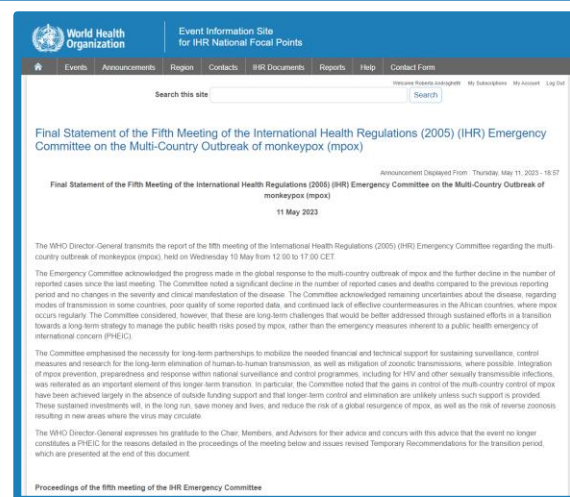 World Health
Organization
Event Information Site
for IHR National Focal Points
Events Announcements Region Contacts IHR Documents Reports Help Contact Form
Welcome Roberta Andraghetti My Subscriptions My Account Log Out
Search this site Search
Final Statement of the Fifth Meeting of the International Health Regulations (2005) (IHR) Emergency
Committee on the Multi-Country Outbreak of monkeypox (mpox)
Announcement Displayed From : Thursday, May 11, 2023 - 18:57
Final Statement of the Fifth Meeting of the International Health Regulations (2005) (IHR) Emergency Committee on the Multi-Country Outbreak of
monkeypox (mpox)
11 May 2023
The WHO Director-General transmits the report of the fifth meeting of the International Health Regulations (2005) (IHR) Emergency Committee regarding the multi-
country outbreak of monkeypox (mpox), held on Wednesday 10 May from 12:00 to 17:00 CET.
The Emergency Committee acknowledged the progress made in the global response to the multi-country outbreak of mpox and the further decline in the number of
reported cases since the last meeting. The Committee noted a significant decline in the number of reported cases and deaths compared to the previous reporting
period and no changes in the severity and clinical manifestation of the disease. The Committee acknowledged remaining uncertainties about the disease, regarding
modes of transmission in some countries, poor quality of some reported data, and continued lack of effective countermeasures in the African countries, where mpox
occurs regularly. The Committee considered, however, that these are long-term challenges that would be better addressed through sustained efforts in a transition
towards a long-term strategy to manage the public health risks posed by mpox, rather than the emergency measures inherent to a public health emergency of
international concern (PHEIC).
The Committee emphasised the necessity for long-term partnerships to mobilize the needed financial and technical support for sustaining surveillance, control
measures and research for the long-term elimination of human-to-human transmission, as well as mitigation of zoonotic transmissions, where possible. Integration
of mpox prevention, preparedness and response within national surveillance and control programmes, including for HIV and other sexually transmissible infections,
was reiterated as an important element of this longer-term transition. In particular, the Committee noted that the gains in control of the multi-country control of mpox
have been achieved largely in the absence of outside funding support and that longer-term control and elimination are unlikely unless such support is provided.
These sustained investments will, in the long run, save money and lives, and reduce the risk of a global resurgence of mpox, as well as the risk of reverse zoonosis
resulting in new areas where the virus may circulate.
The WHO Director-General expresses his gratitude to the Chair, Members, and Advisors for their advice and concurs with this advice that the event no longer
constitutes a PHEIC for the reasons detailed in the proceedings of the meeting below and issues revised Temporary Recommendations for the transition period,
which are presented at the end of this document.
Proceedings of the fifth meeting of the IHR Emergency Committee